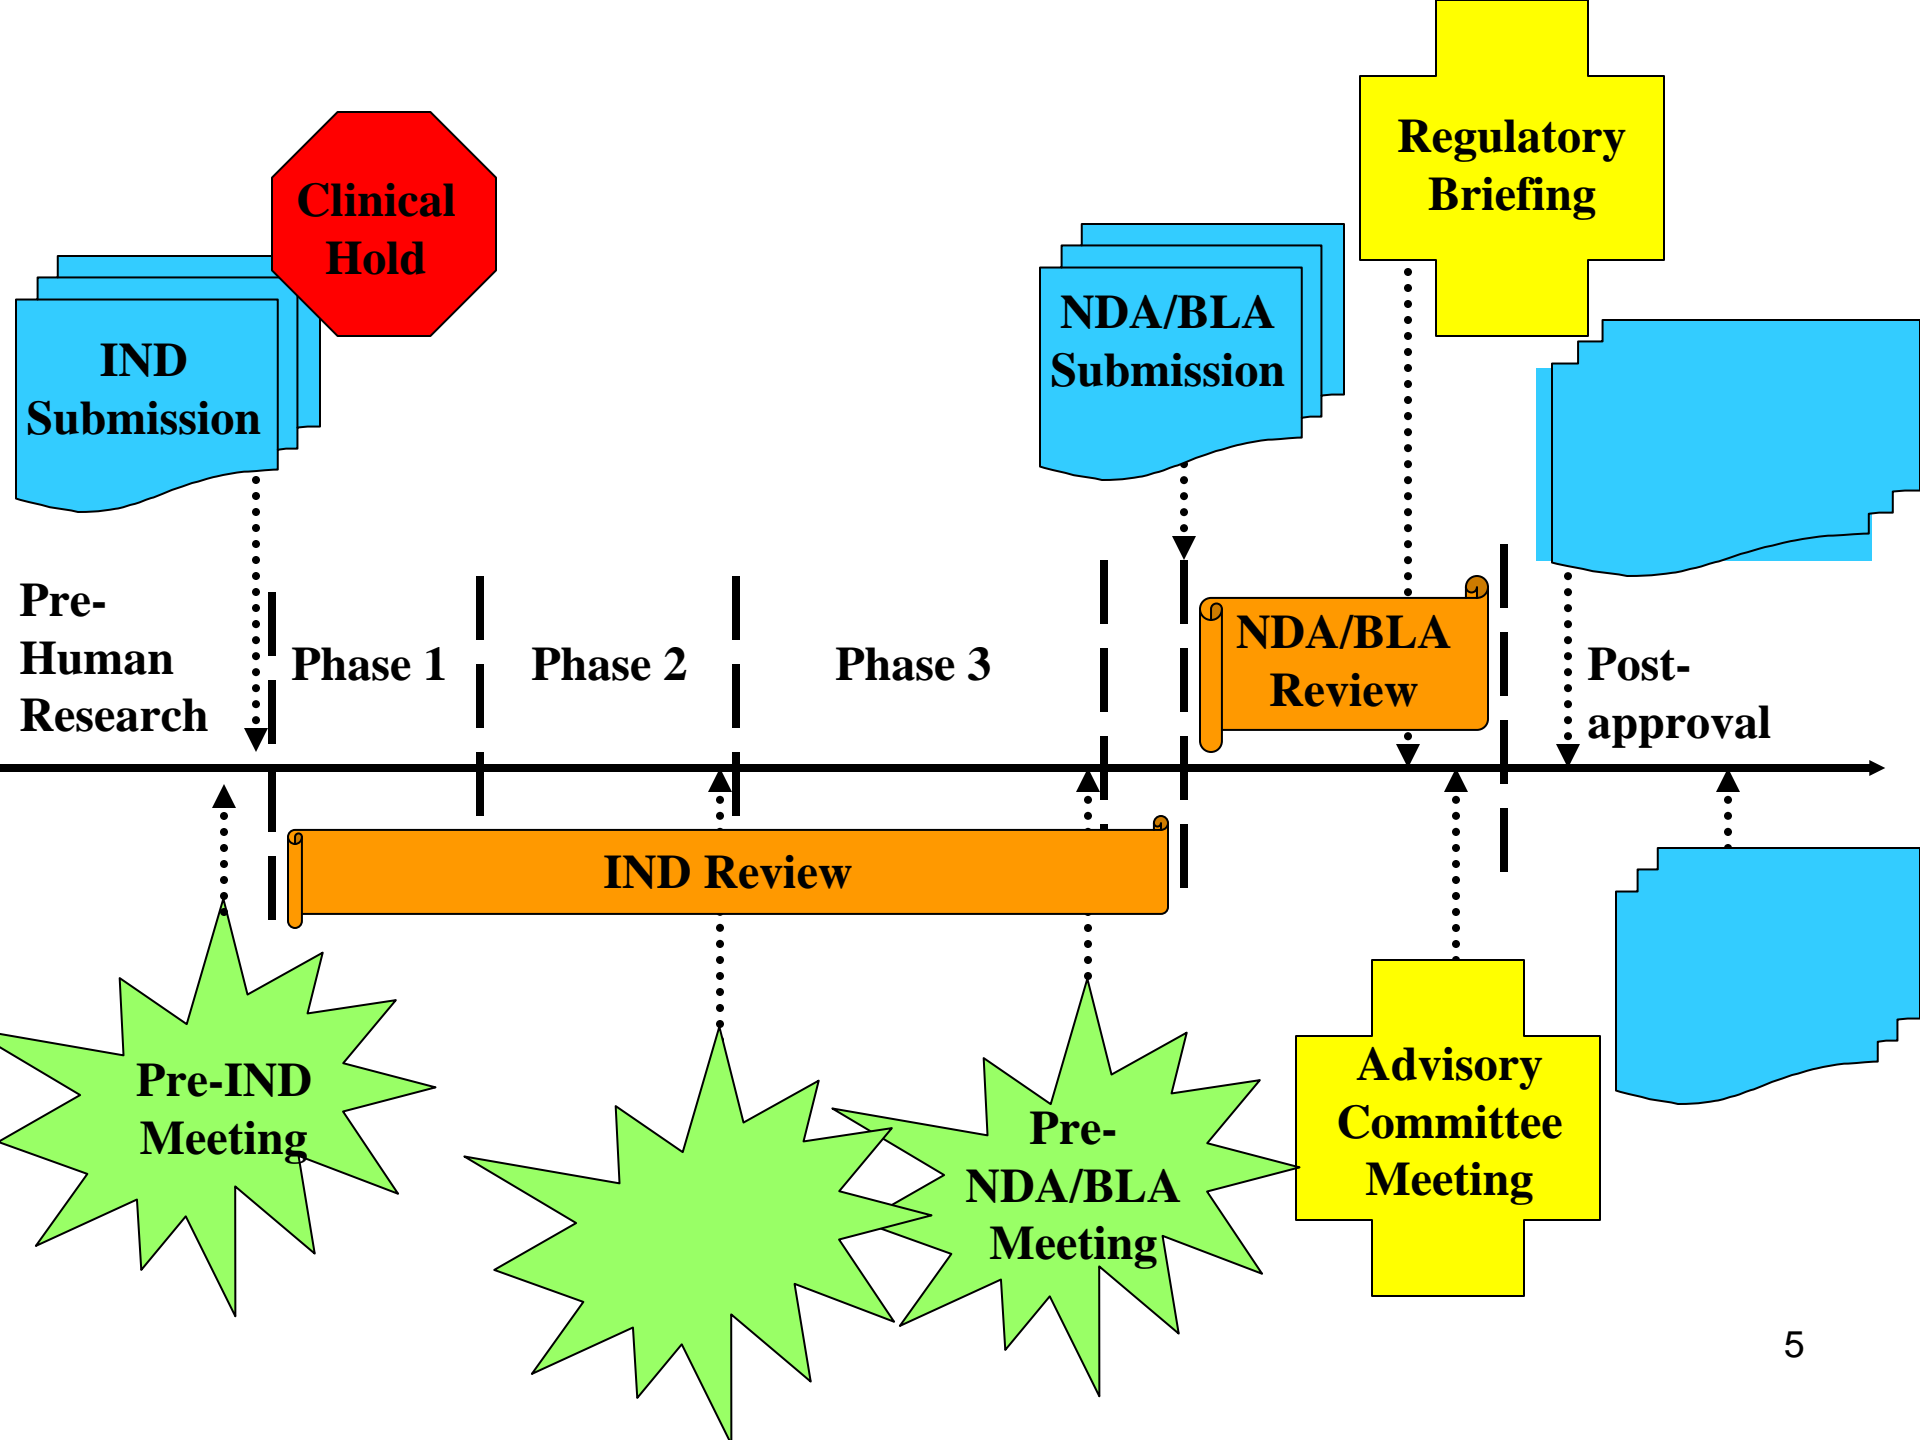 Regulatory
Briefing
Clinical
Hold
NDA/BLA
Submission
IND
Submission
Pre-
Human
Research
Phase 1
Phase 2
Phase 3
NDA/BLA
Review
Post-
approval
IND Review
Pre-IND
Meeting
Pre-
NDA/BLA
Meeting
Advisory
Committee
Meeting
5